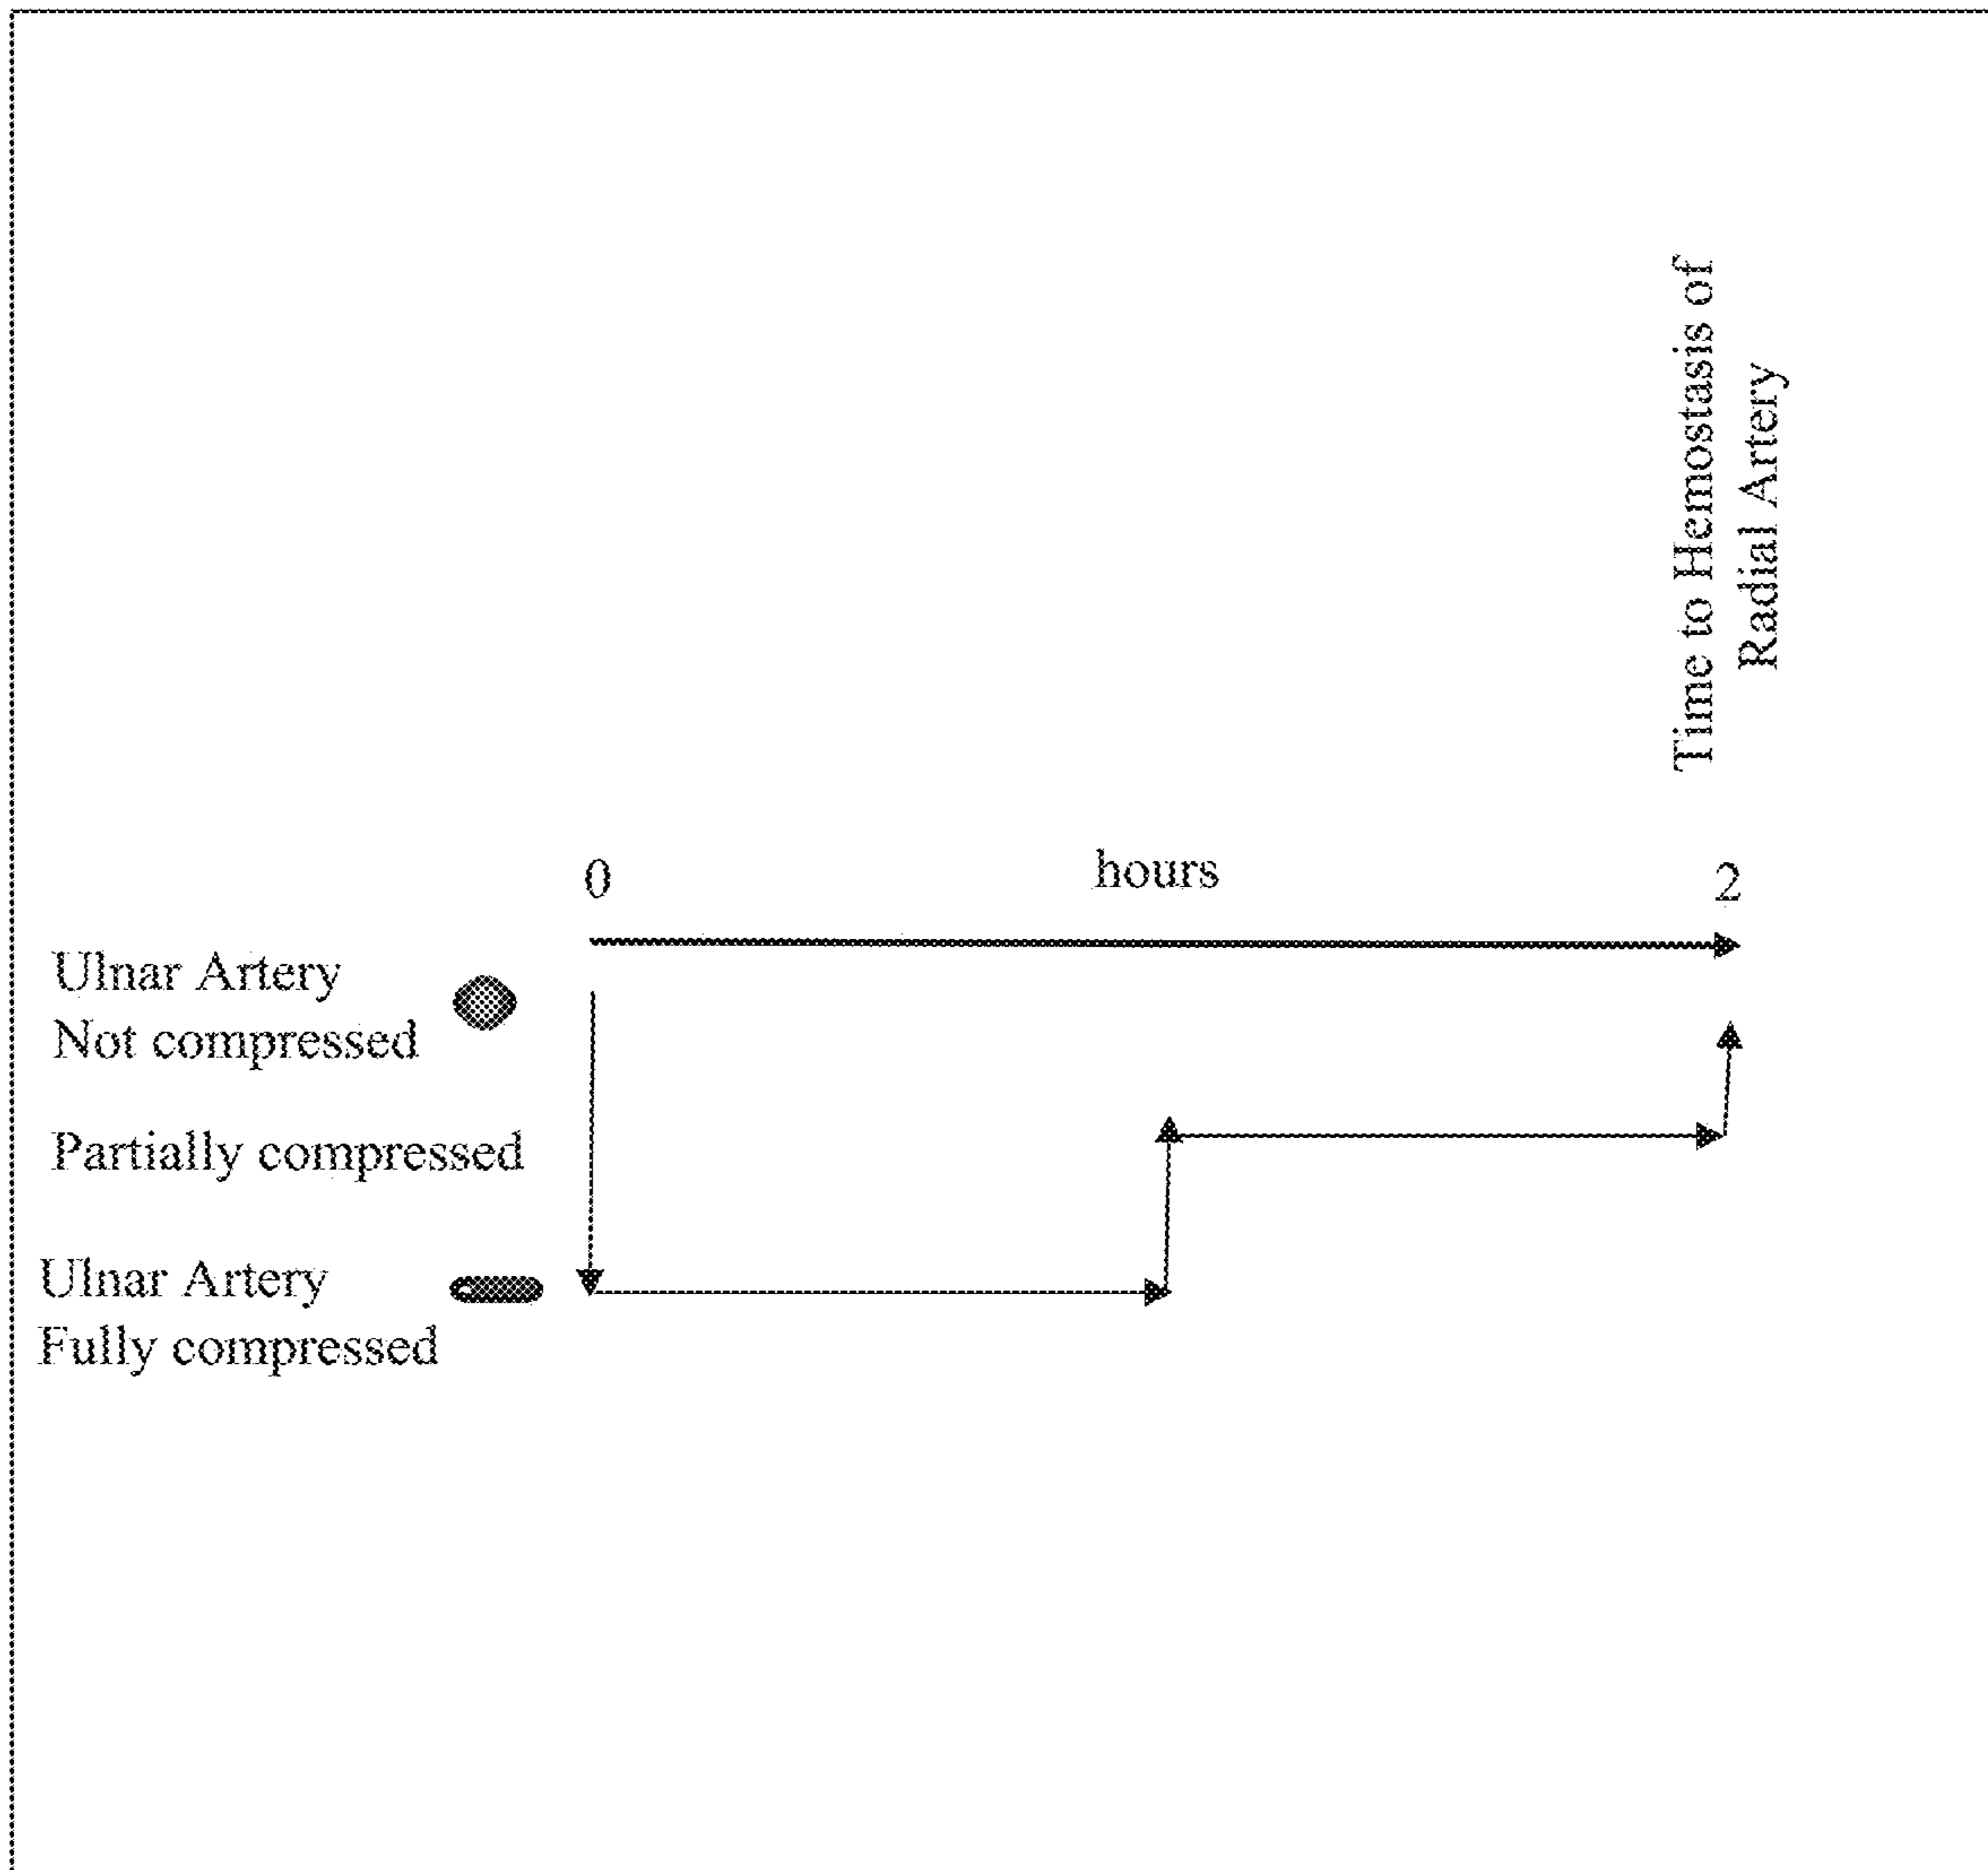 Time to Hemostasis of
Radial Artery
0 hours 2
Ulnar Artery
Not compressed
Partially compressed
Ulnar Artery
Fully compressed